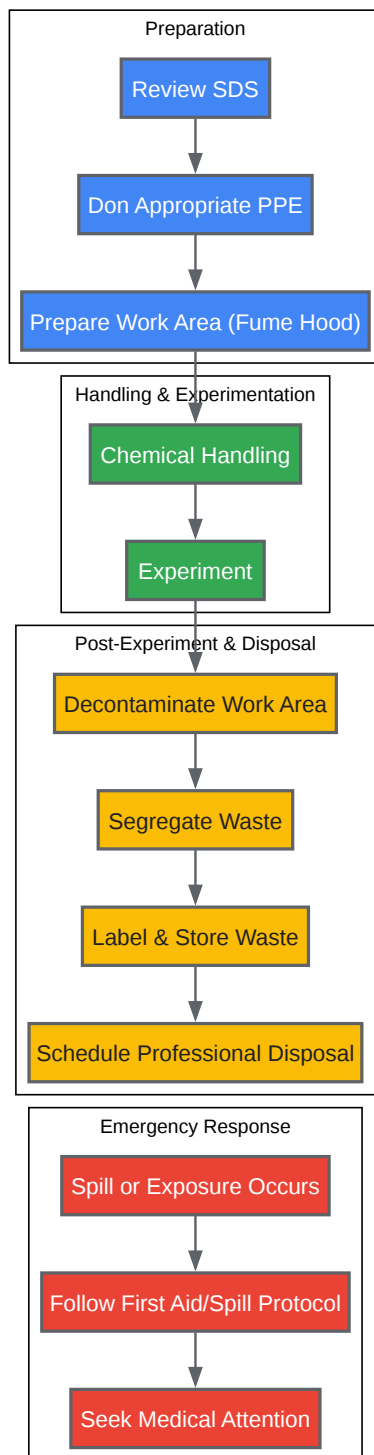 Preparation
Review SDS
Don Appropriate PPE
Prepare Work Area (Fume Hood)
Handling & Experimentation
Chemical Handling
Experiment
Post-Experiment & Disposal
Decontaminate Work Area
Segregate Waste
Label & Store Waste
Schedule Professional Disposal
Emergency Response
Spill or Exposure Occurs
Follow First Aid/Spill Protocol
Seek Medical Attention